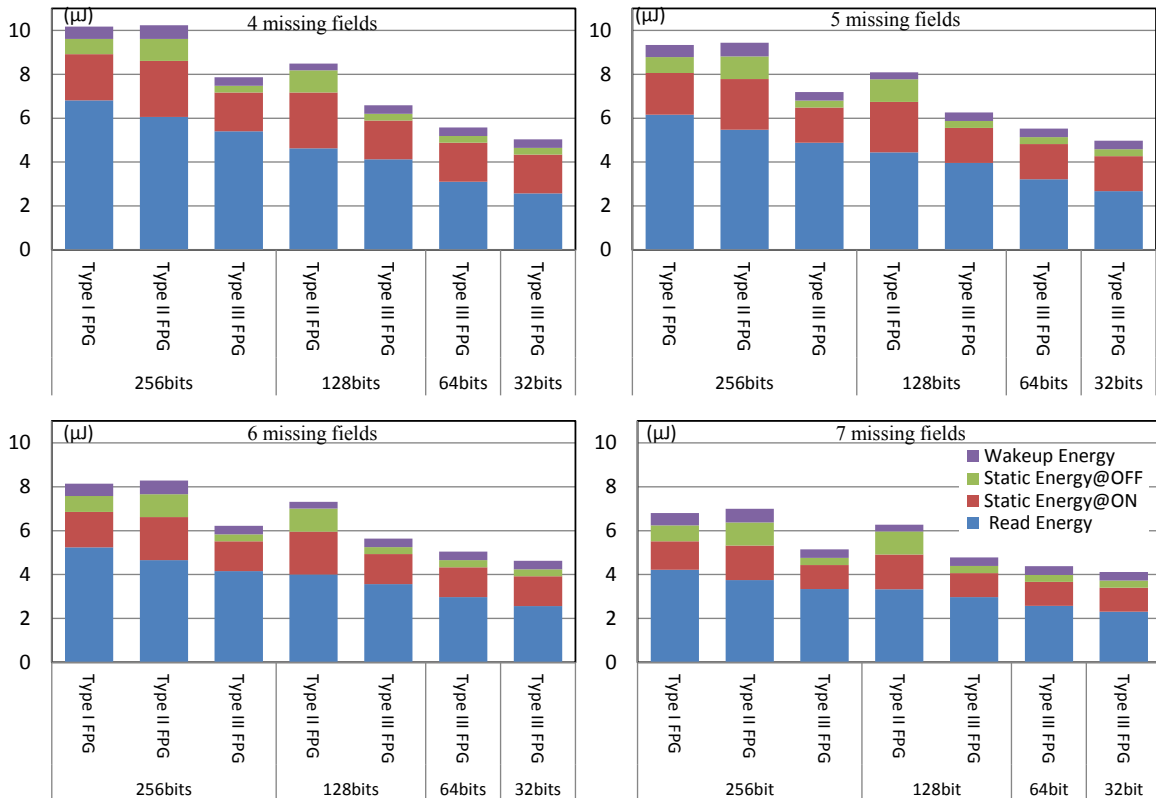 (μJ) 4 missing fields
10
8
6
4
2
0
Type I FPG
Type II FPG
Type III FPG
Type II FPG
Type III FPG
Type III FPG
Type III FPG
256bits 128bits 64bits 32bits
(μJ) 5 missing fields
10
8
6
4
2
0
Type I FPG
Type II FPG
Type III FPG
Type II FPG
Type III FPG
Type III FPG
Type III FPG
256bits 128bits 64bits 32bits
(μJ) 6 missing fields
10
8
6
4
2
0
Type I FPG
Type II FPG
Type III FPG
Type II FPG
Type III FPG
Type III FPG
Type III FPG
256bits 128bits 64bits 32bits
(μJ) 7 missing fields
10
8
6
4
2
0
Wakeup Energy
Static Energy@OFF
Static Energy@ON
Read Energy
Type I FPG
Type II FPG
Type III FPG
Type II FPG
Type III FPG
Type III FPG
Type III FPG
256bit 128bit 64bit 32bit